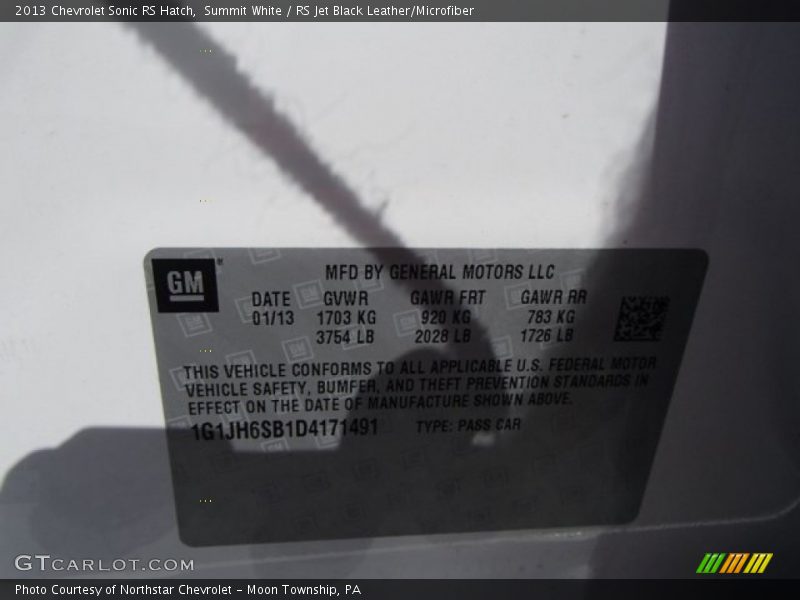 2013 Chevrolet Sonic RS Hatch,  Summit White / RS Jet Black Leather/Microfiber
GM
MFD BY GENERAL MOTORS LLC
DATE GVWR GAWR FRT GAWR RR
01/13 1703 KG 920 KG 783 KG
3754 LB 2028 LB 1726 LB
THIS VEHICLE CONFORMS TO ALL APPLICABLE U.S. FEDERAL MOTOR
VEHICLE SAFETY, BUMPER, AND THEFT PREVENTION STANDARDS IN
EFFECT ON THE DATE OF MANUFACTURE SHOWN ABOVE.
1G1JH6SB1D4171491 TYPE: PASS CAR
GTCARLOT.COM
Photo Courtesy of Northstar Chevrolet - Moon Township, PA